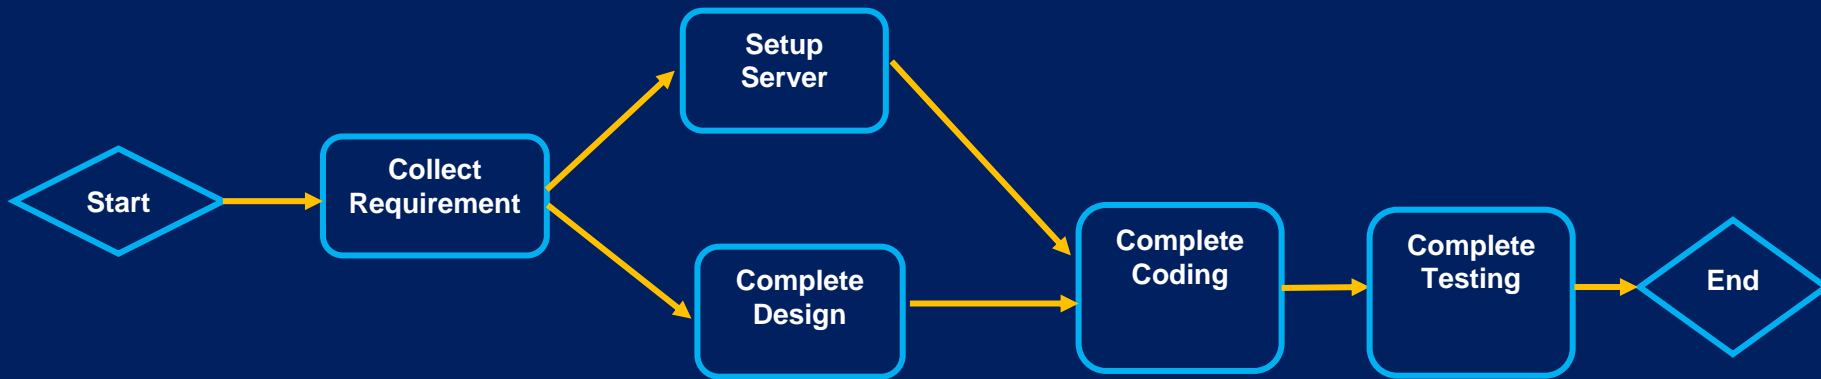 Start
Collect
Requirement
Setup
Server
Complete
Design
Complete
Coding
Complete
Testing
End